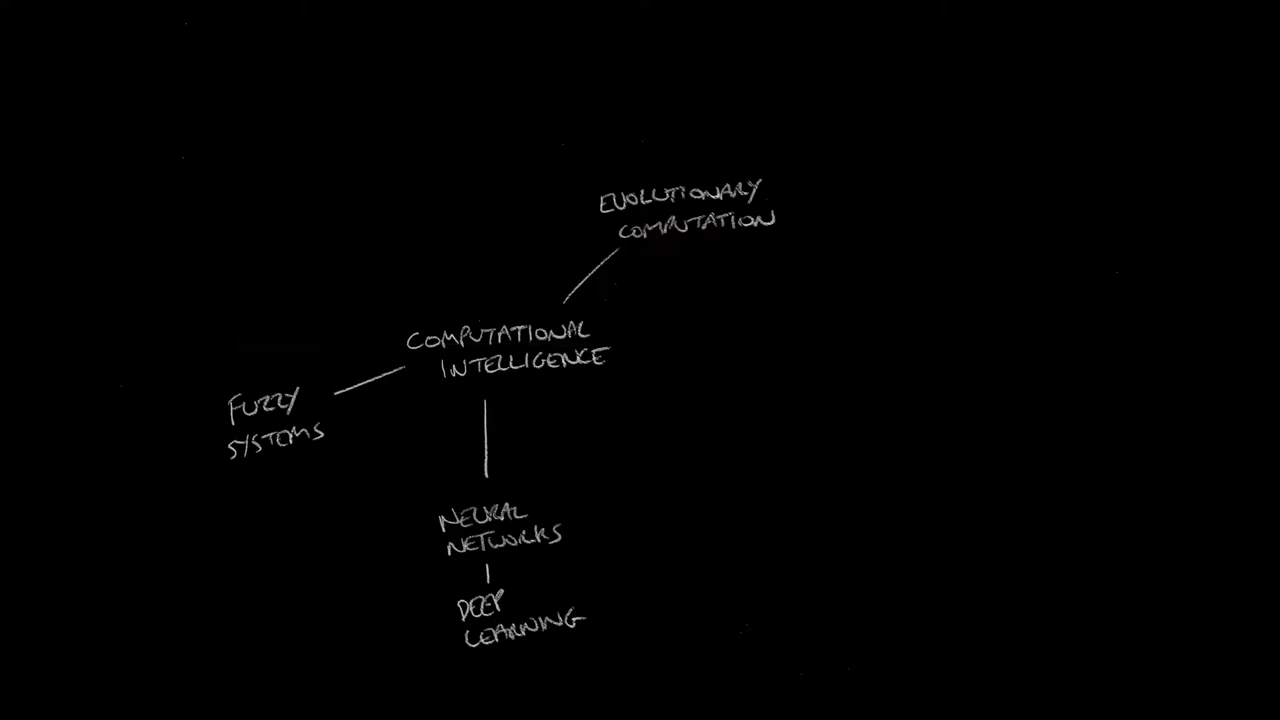 EVOLUTIONARY
COMPUTATION
COMPUTATIONAL
INTELLIGENCE
FUZZY
SYSTEMS
NEURAL
NETWORKS
DEEP
LEARNING